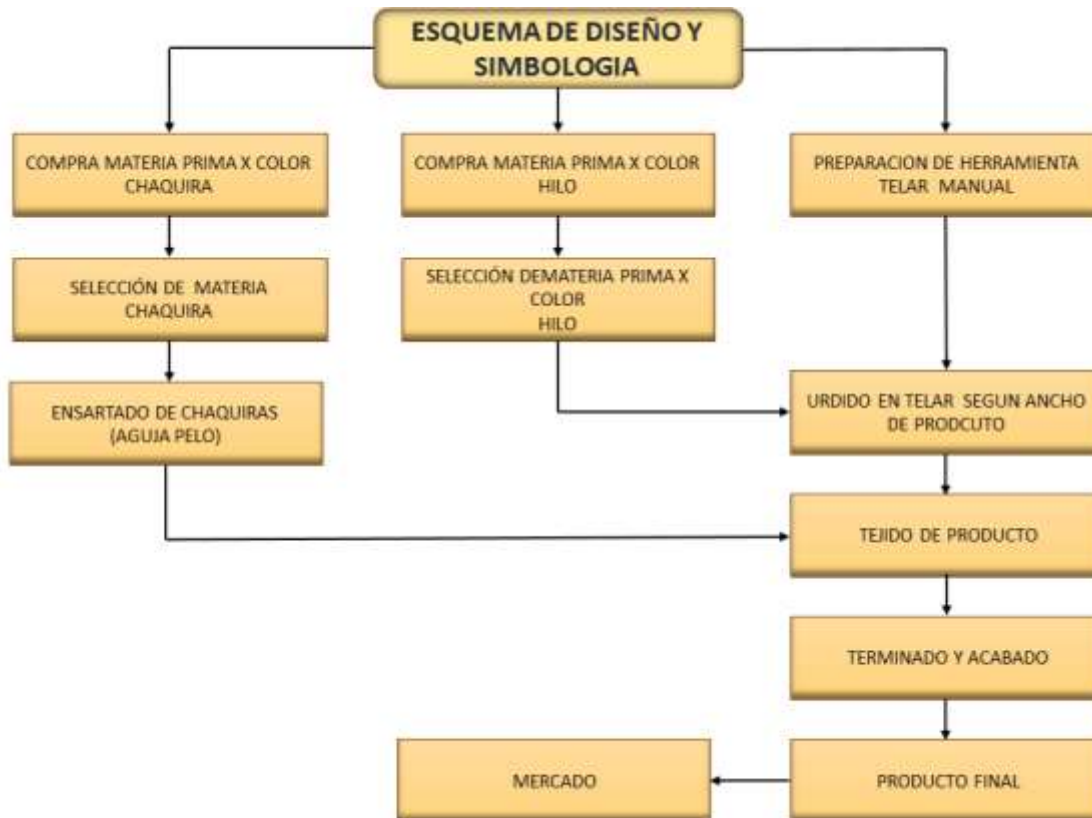 ESQUEMA DE DISEÑO Y
SIMBOLOGIA
COMPRA MATERIA PRIMA X COLOR
CHAQUIRA
COMPRA MATERIA PRIMA X COLOR
HILO
PREPARACION DE HERRAMIENTA
TELAR MANUAL
SELECCIÓN DE MATERIA
CHAQUIRA
SELECCIÓN DEMATERIA PRIMA X
COLOR
HILO
ENSARTADO DE CHAQUIRAS
(AGUJA PELO)
URDIDO EN TELAR SEGUN ANCHO
DE PRODCUTO
TEJIDO DE PRODUCTO
TERMINADO Y ACABADO
MERCADO
PRODUCTO FINAL